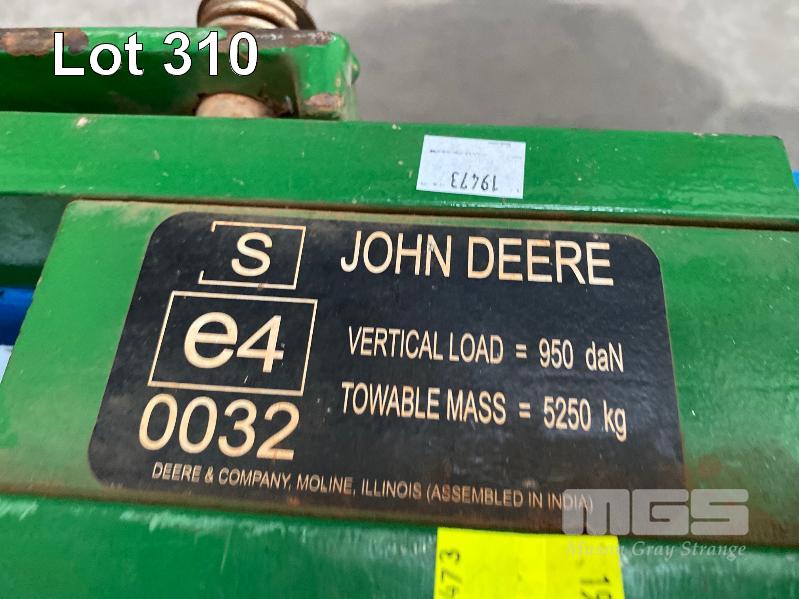 Lot 310
19473
S JOHN DEERE
e4 VERTICAL LOAD = 950 daN
TOWABLE MASS = 5250 kg
0032
DEERE & COMPANY, MOLINE, ILLINOIS (ASSEMBLED IN INDIA)
MGS
Mason Gray Strange
473